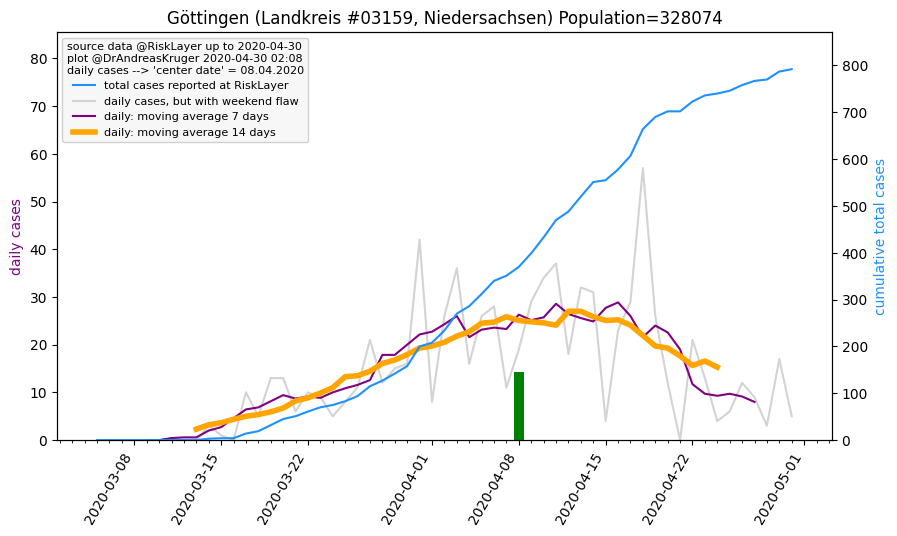 Göttingen (Landkreis #03159, Niedersachsen) Population=328074
source data @RiskLayer up to 2020-04-30
plot @DrAndreasKruger 2020-04-30 02:08
daily cases --> 'center date' = 08.04.2020
total cases reported at RiskLayer
daily cases, but with weekend flaw
daily: moving average 7 days
daily: moving average 14 days
daily cases
80
70
60
50
40
30
20
10
0
800
700
600
500
400
300
200
100
0
cumulative total cases
2020-03-08
2020-03-15
2020-03-22
2020-04-01
2020-04-08
2020-04-15
2020-04-22
2020-05-01